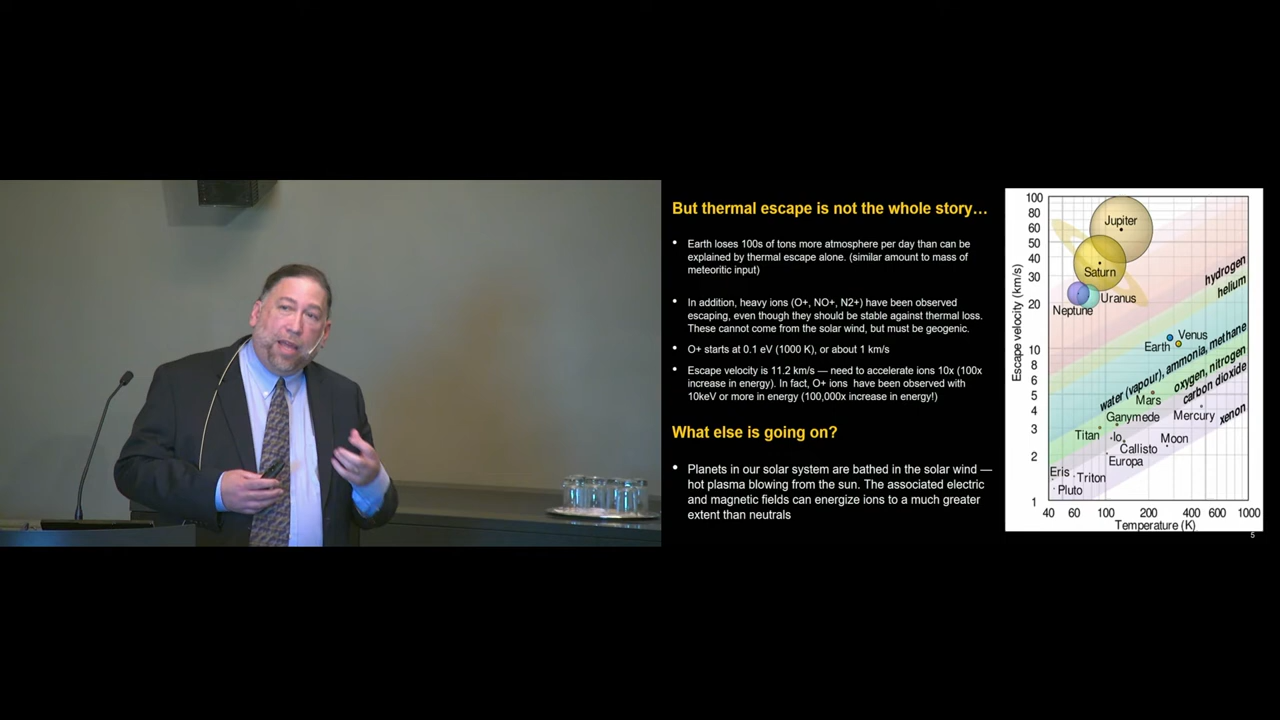 But thermal escape is not the whole story…
• Earth loses 100s of tons more atmosphere per day than can be
explained by thermal escape alone. (similar amount to mass of
meteoritic input)
• In addition, heavy ions (O+, NO+, N2+) have been observed
escaping, even though they should be stable against thermal loss.
These cannot come from the solar wind, but must be geogenic.
• O+ starts at 0.1 eV (1000 K), or about 1 km/s
• Escape velocity is 11.2 km/s — need to accelerate ions 10x (100x
increase in energy). In fact, O+ ions have been observed with
10keV or more in energy (100,000x increase in energy!)
What else is going on?
• Planets in our solar system are bathed in the solar wind —
hot plasma blowing from the sun. The associated electric
and magnetic fields can energize ions to a much greater
extent than neutrals
Escape velocity (km/s)
100
80
60
50
40
30
20
10
8
6
5
4
3
2
1
Jupiter
Saturn
Uranus
Neptune
hydrogen
helium
Venus
Earth
water (vapour), ammonia, methane
oxygen, nitrogen
carbon dioxide
xenon
Mars
Ganymede
Mercury
Titan
Io
Callisto
Moon
Europa
Eris
Triton
Pluto
40 60 100 200 400 600 1000
Temperature (K)
5